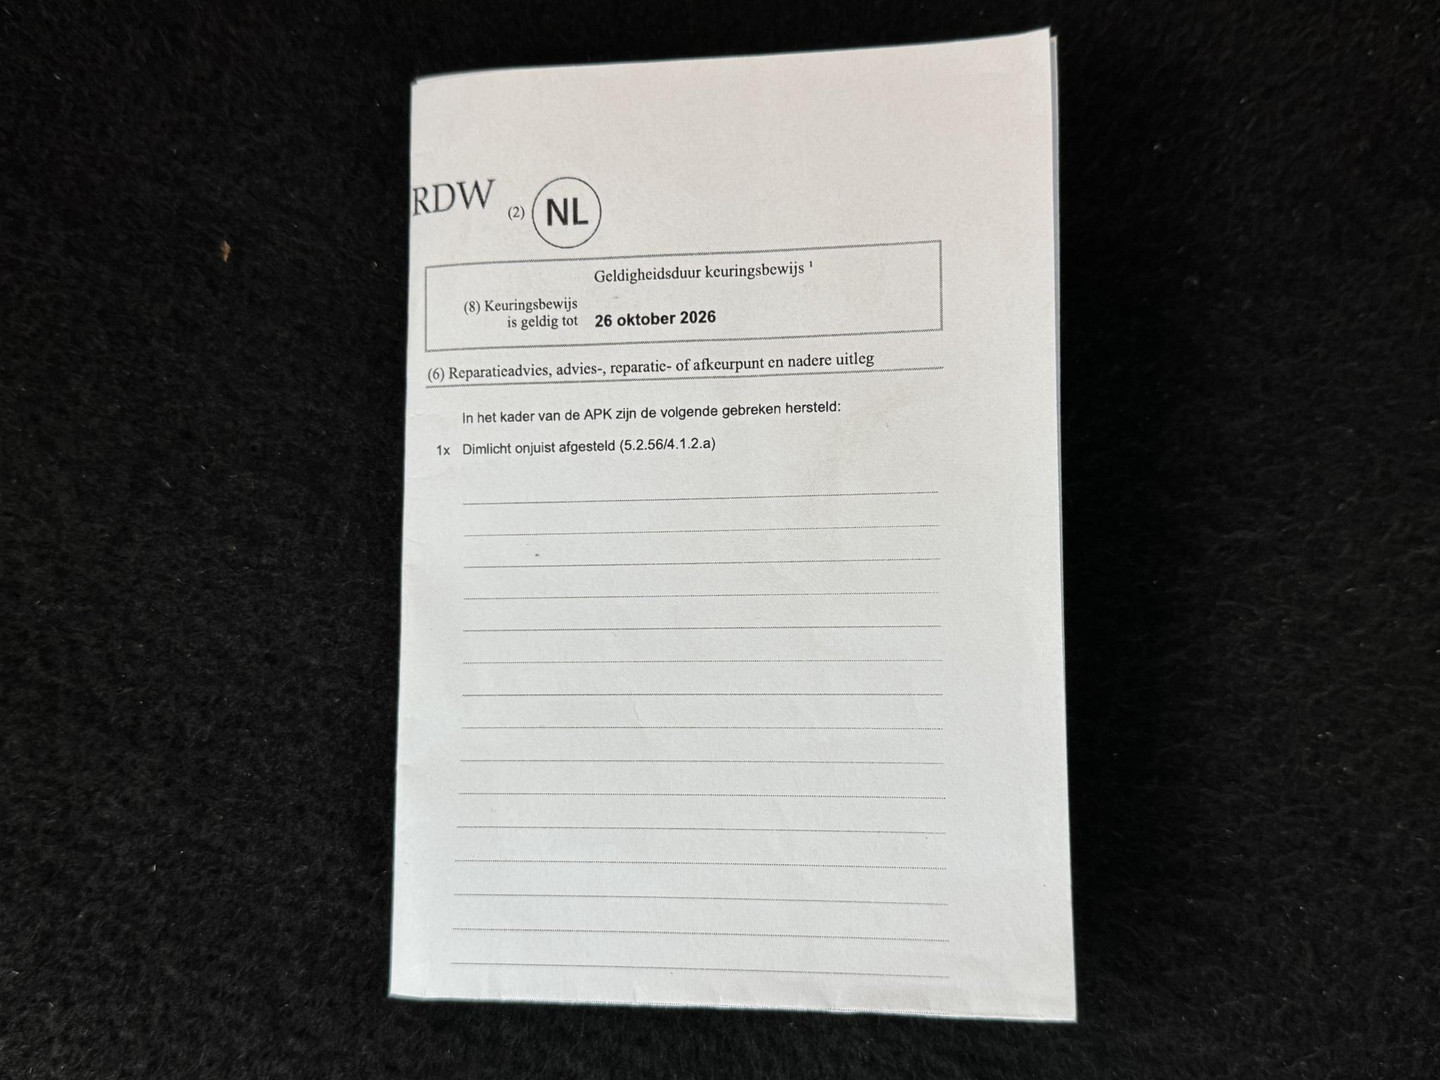 RDW (2) NL
Geldigheidsduur keuringsbewijs ¹
(8) Keuringsbewijs
is geldig tot 26 oktober 2026
(6) Reparatieadvies, advies-, reparatie- of afkeurpunt en nadere uitleg
In het kader van de APK zijn de volgende gebreken hersteld:
1x Dimlicht onjuist afgesteld (5.2.56/4.1.2.a)